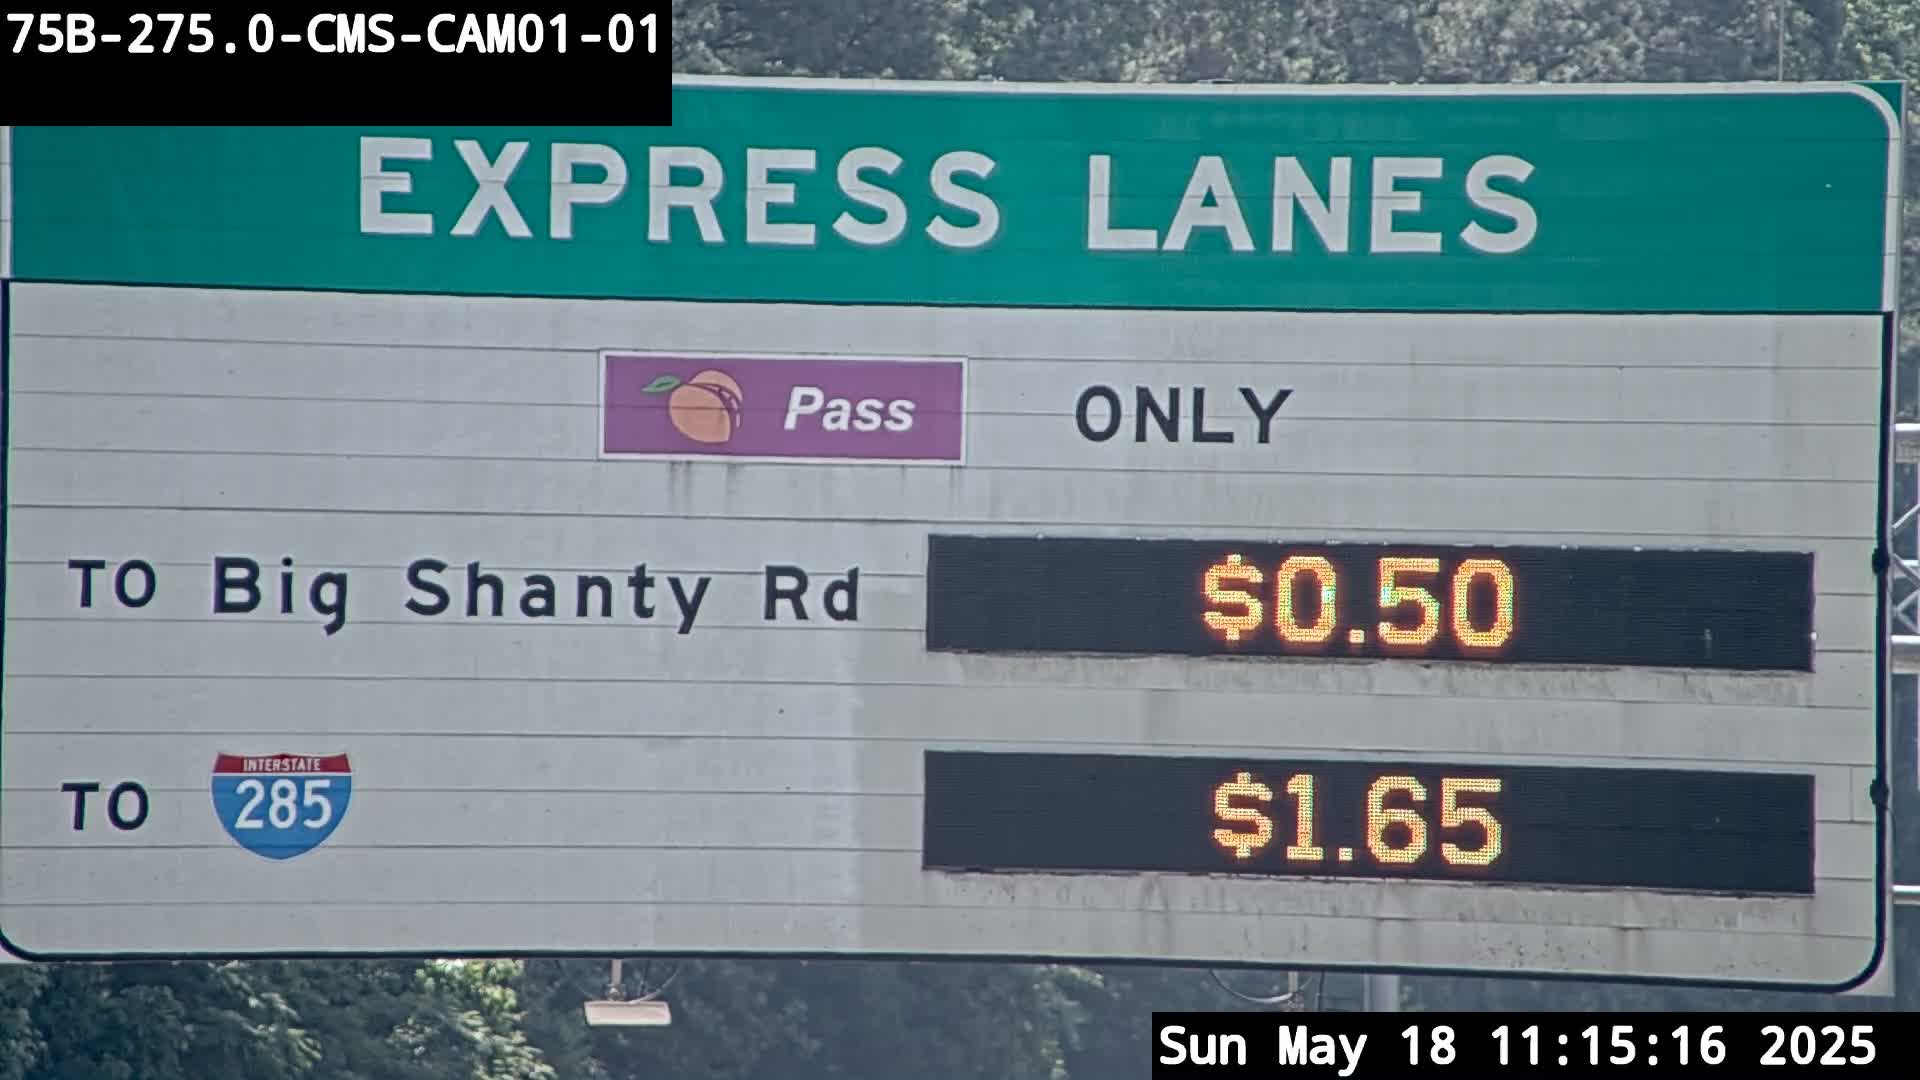 75B-275.0-CMS-CAM01-01
EXPRESS LANES
Pass ONLY
TO Big Shanty Rd $0.50
TO INTERSTATE 285 $1.65
Sun May 18 11:15:16 2025